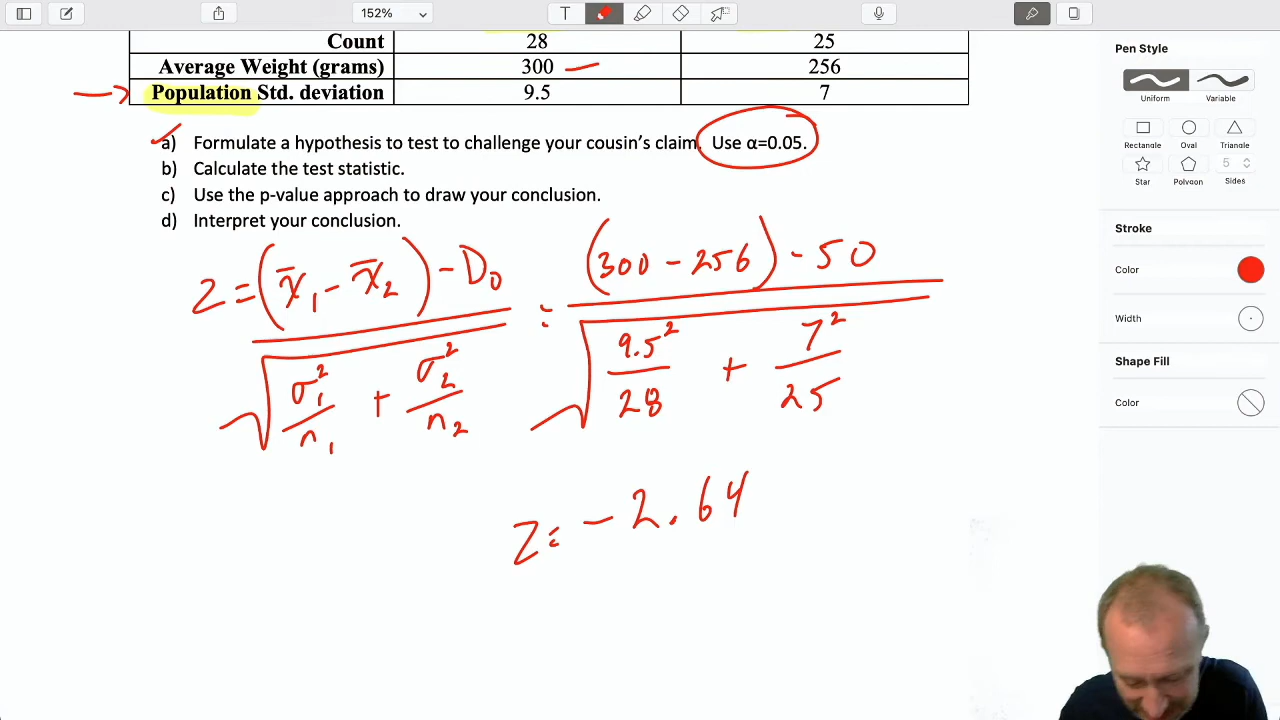 152%
T
Count 28 25
Average Weight (grams) 300 256
Population Std. deviation 9.5 7
a) Formulate a hypothesis to test to challenge your cousin's claim. Use α=0.05.
b) Calculate the test statistic.
c) Use the p-value approach to draw your conclusion.
d) Interpret your conclusion.
Z = (x̄₁ - x̄₂) - D₀ / √(σ₁²/n₁ + σ₂²/n₂) = (300 - 256) - 50 / √(9.5²/28 + 7²/25)
Z = -2.64
Pen Style
Uniform Variable
Rectangle Oval Triangle
5
Star Polygon Sides
Stroke
Color
Width
Shape Fill
Color